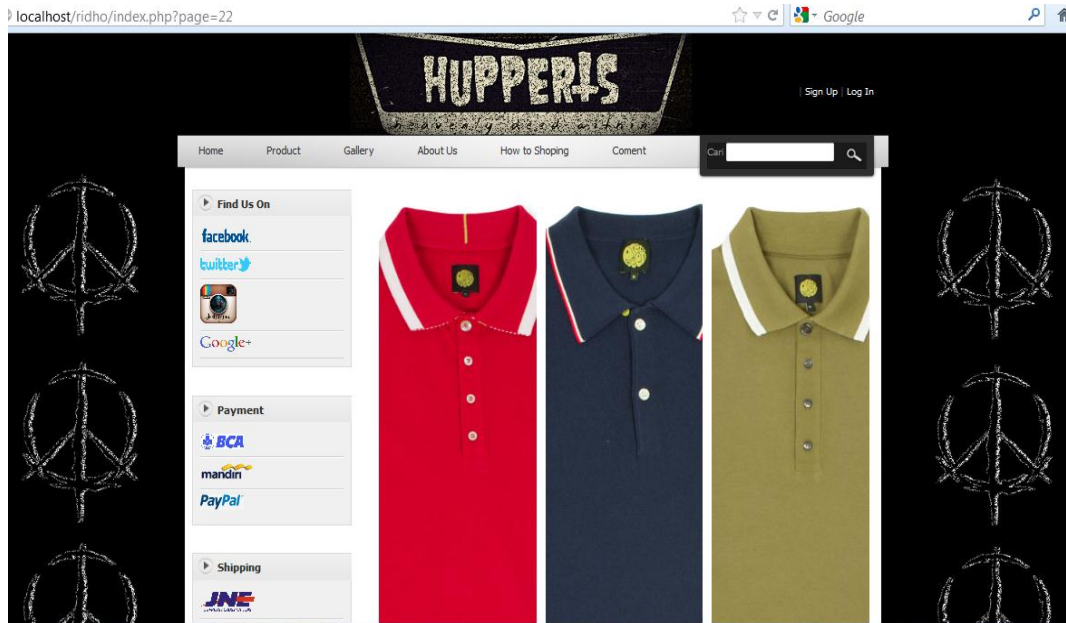 localhost/ridho/index.php?page=22
Google
HUPPERTS
| Sign Up | Log In
Home Product Gallery About Us How to Shoping Coment Cari
Find Us On
facebook.
twitter
Google+
Payment
BCA
mandiri
PayPal
Shipping
JNE